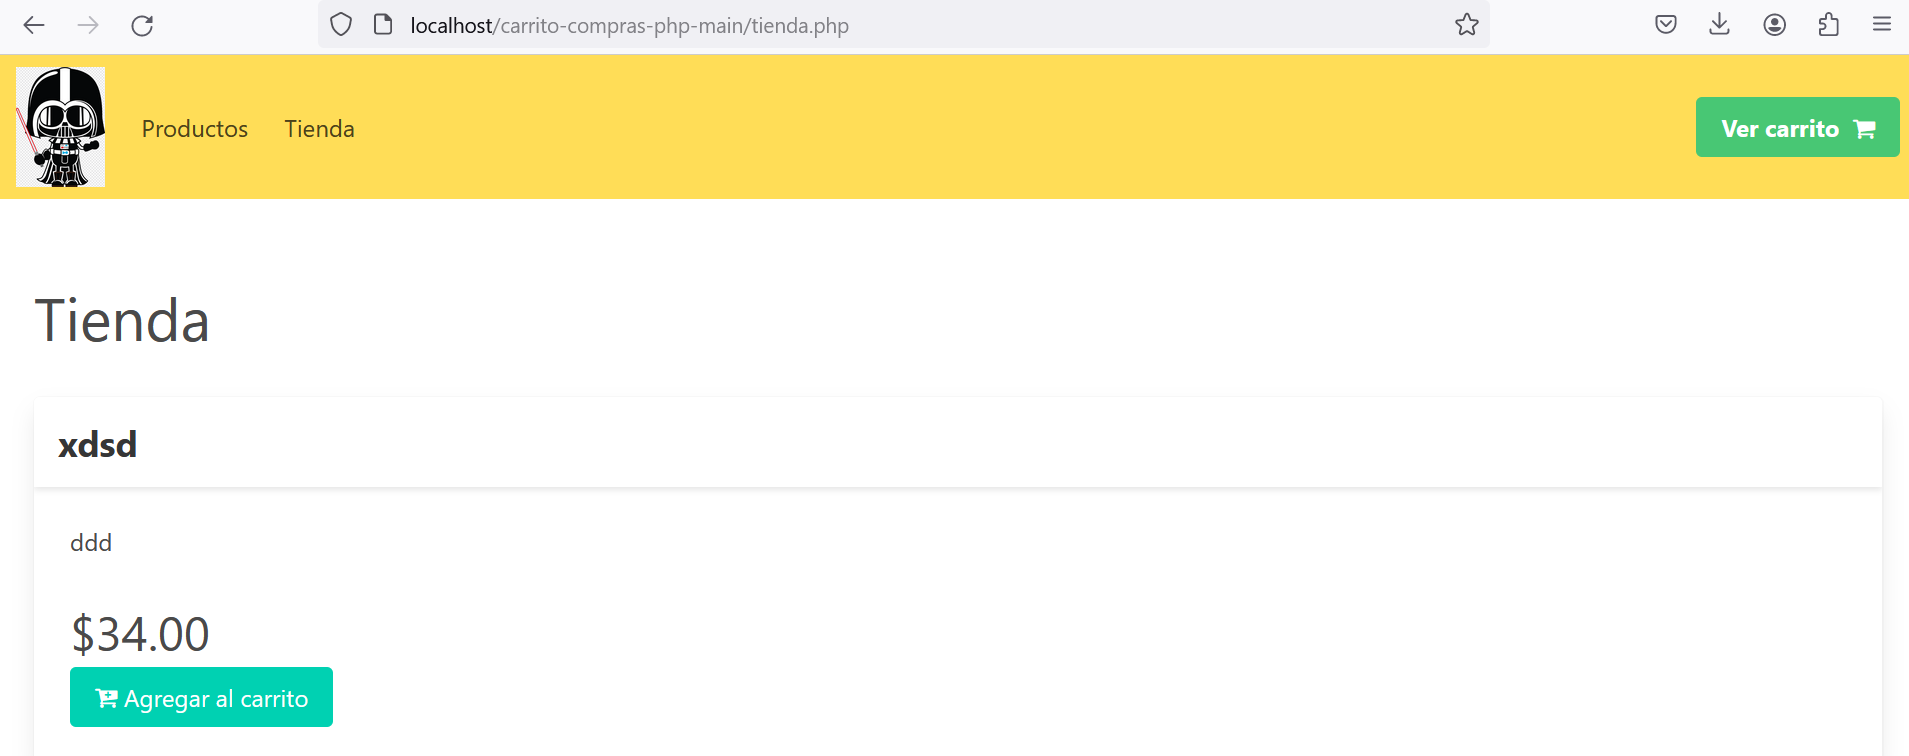 localhost/carrito-compras-php-main/tienda.php
Productos Tienda Ver carrito
Tienda
xdsd
ddd
$34.00
Agregar al carrito